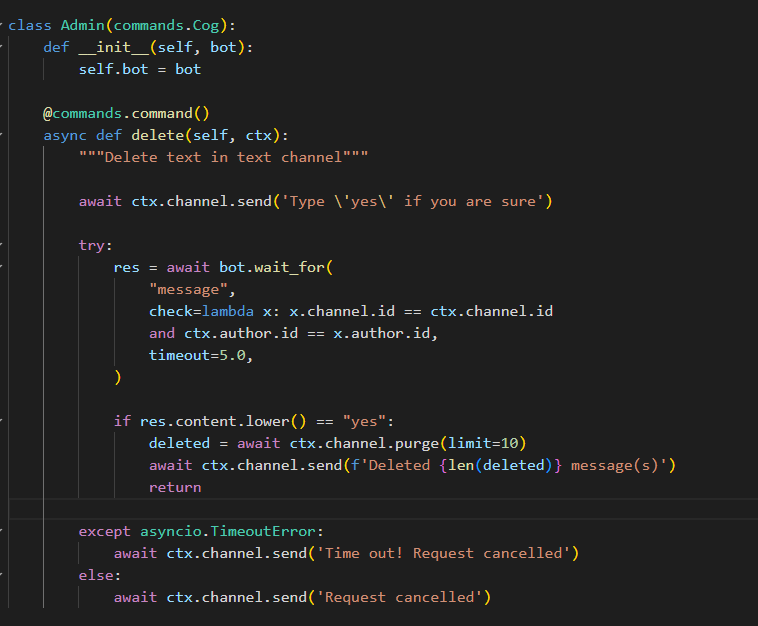 class Admin(commands.Cog):
    def __init__(self, bot):
        self.bot = bot

    @commands.command()
    async def delete(self, ctx):
        """Delete text in text channel"""

        await ctx.channel.send('Type \'yes\' if you are sure')

        try:
            res = await bot.wait_for(
                "message",
                check=lambda x: x.channel.id == ctx.channel.id
                and ctx.author.id == x.author.id,
                timeout=5.0,
            )

            if res.content.lower() == "yes":
                deleted = await ctx.channel.purge(limit=10)
                await ctx.channel.send(f'Deleted {len(deleted)} message(s)')
                return

        except asyncio.TimeoutError:
            await ctx.channel.send('Time out! Request cancelled')
        else:
            await ctx.channel.send('Request cancelled')